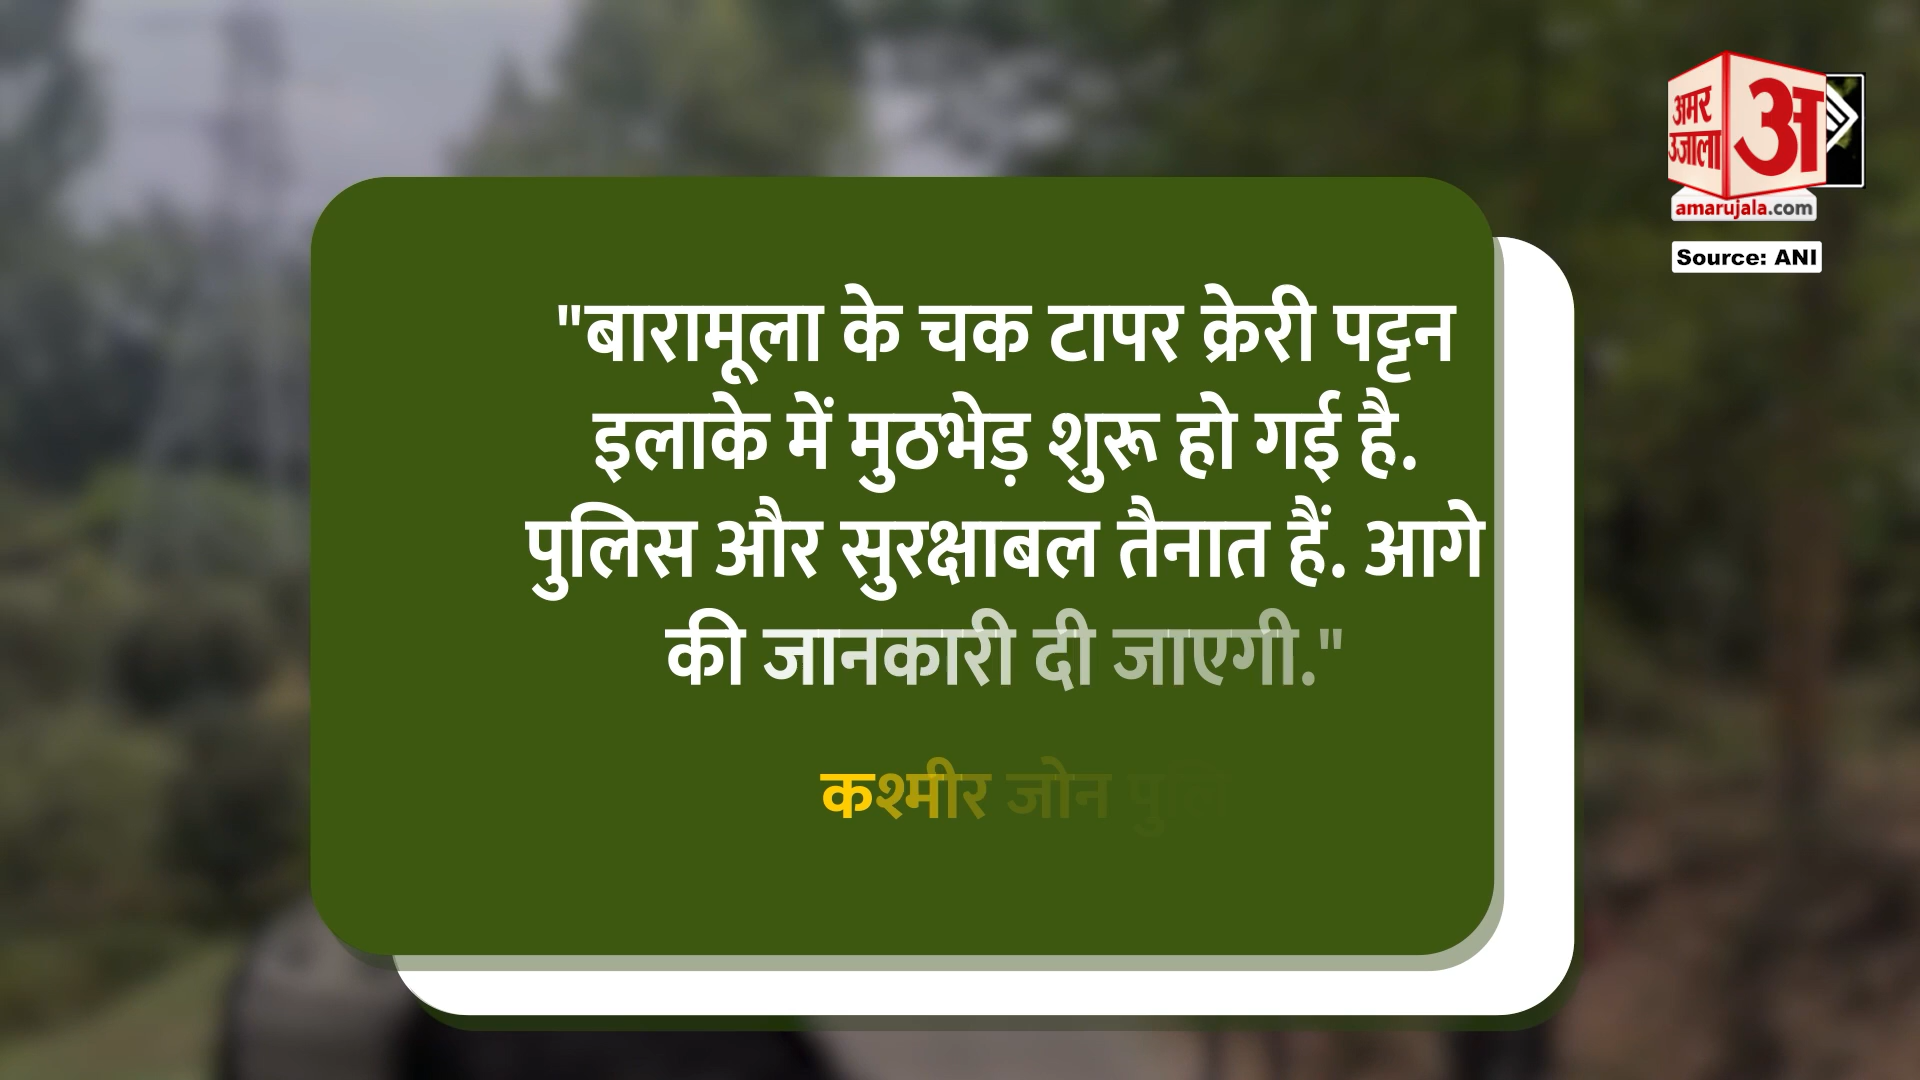 अमर
उजाला
अ
amarujala.com
Source: ANI
"बारामूला के चक टापर क्रेरी पट्टन
इलाके में मुठभेड़ शुरू हो गई है.
पुलिस और सुरक्षाबल तैनात हैं. आगे
की जानकारी दी जाएगी."
कश्मीर जोन पुलि